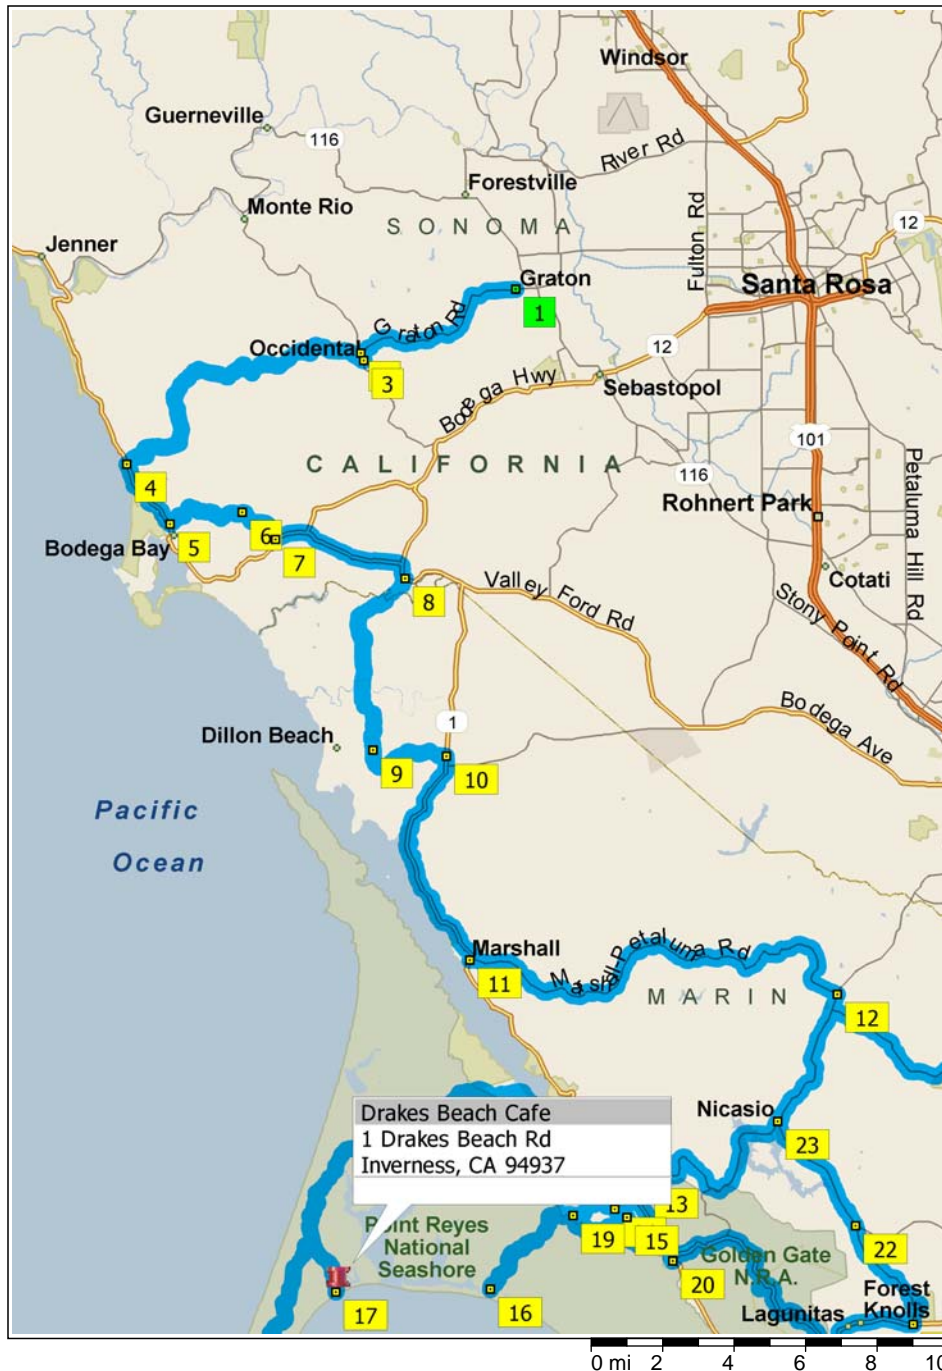 Windsor
Guerneville
116
River Rd
Forestville
Monte Rio
SONOMA
Fulton Rd
12
Jenner
Graton
Santa Rosa
1
Graton Rd
Occidental
12
3
Bodega Hwy
Sebastopol
101
CALIFORNIA
116
Petaluma Hill Rd
4
Rohnert Park
Bodega Bay
5
6
7
Cotati
8
Valley Ford Rd
Stony Point Rd
1
Bodega Ave
Dillon Beach
9
10
Pacific
Ocean
Marshall
11
Marshall-Petaluma Rd
MARIN
12
Drakes Beach Cafe
1 Drakes Beach Rd
Inverness, CA 94937
Nicasio
23
13
Point Reyes
National
Seashore
19
15
Golden Gate
N.R.A.
22
20
17
16
Forest
Knolls
Lagunitas
0 mi 2 4 6 8 10